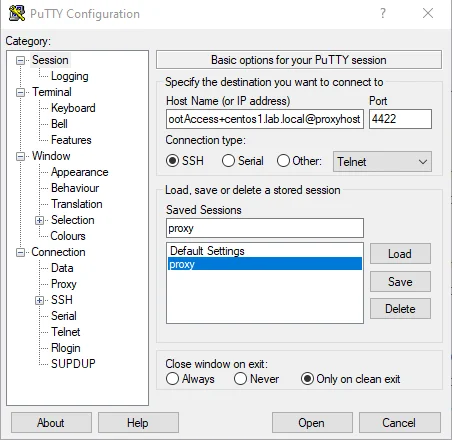 PuTTY Configuration
?
Category:
Session
Logging
Terminal
Keyboard
Bell
Features
Window
Appearance
Behaviour
Translation
Selection
Colours
Connection
Data
Proxy
SSH
Serial
Telnet
Rlogin
SUPDUP
Basic options for your PuTTY session
Specify the destination you want to connect to
Host Name (or IP address) Port
ootAccess+centos1.lab.local@proxyhost 4422
Connection type:
SSH Serial Other: Telnet
Load, save or delete a stored session
Saved Sessions
proxy
Default Settings
proxy
Load
Save
Delete
Close window on exit:
Always Never Only on clean exit
About Help Open Cancel